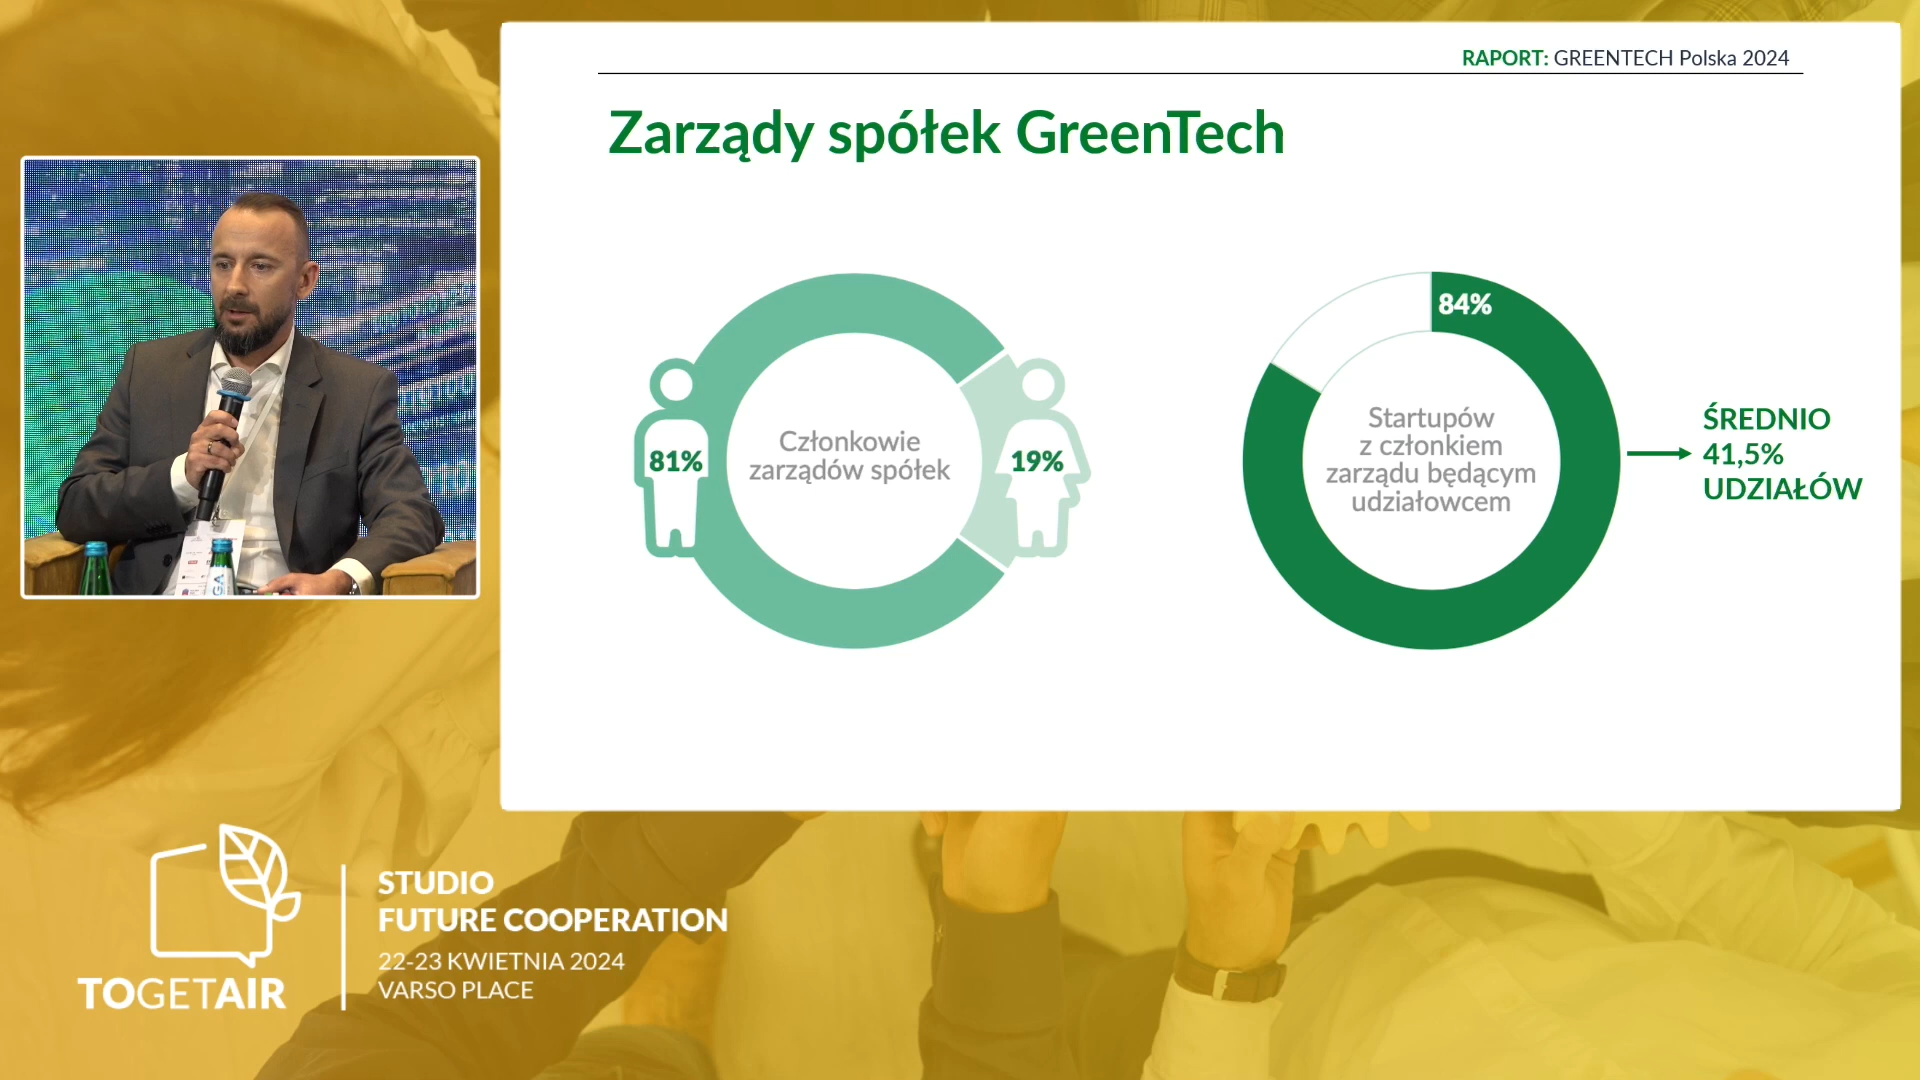 RAPORT: GREENTECH Polska 2024
Zarządy spółek GreenTech
81%
Członkowie
zarządów spółek
19%
84%
Startupów
z członkiem
zarządu będącym
udziałowcem
ŚREDNIO
41,5%
UDZIAŁÓW
TOGETAIR
STUDIO
FUTURE COOPERATION
22-23 KWIETNIA 2024
VARSO PLACE